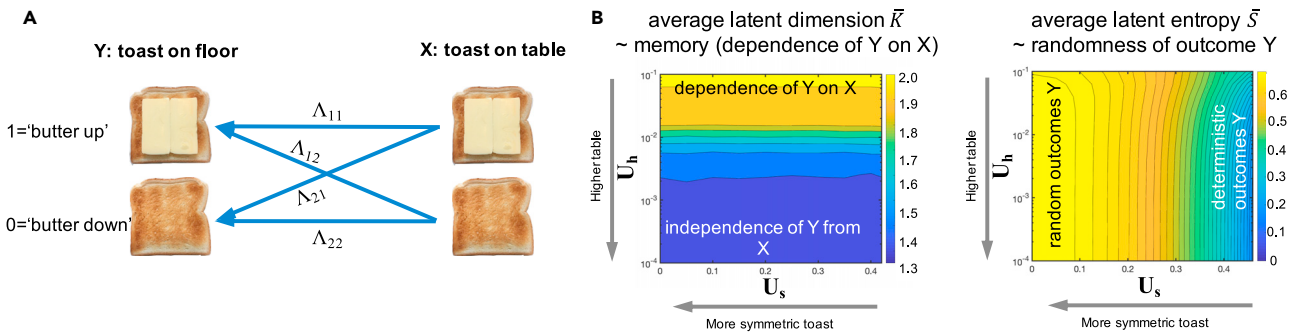 A
Y: toast on floor
X: toast on table
1='butter up'
0='butter down'
Λ11
Λ12
Λ21
Λ22
B
average latent dimension K̄
~ memory (dependence of Y on X)
Higher table
Uh
10-1
10-2
10-3
10-4
dependence of Y on X
independence of Y from
X
0
0.1
0.2
0.3
0.4
Us
More symmetric toast
2.0
1.9
1.8
1.7
1.6
1.5
1.4
1.3
average latent entropy S̄
~ randomness of outcome Y
Higher table
Uh
10-1
10-2
10-3
10-4
random outcomes Y
deterministic
outcomes Y
0
0.1
0.2
0.3
0.4
Us
More symmetric toast
0.6
0.5
0.4
0.3
0.2
0.1
0